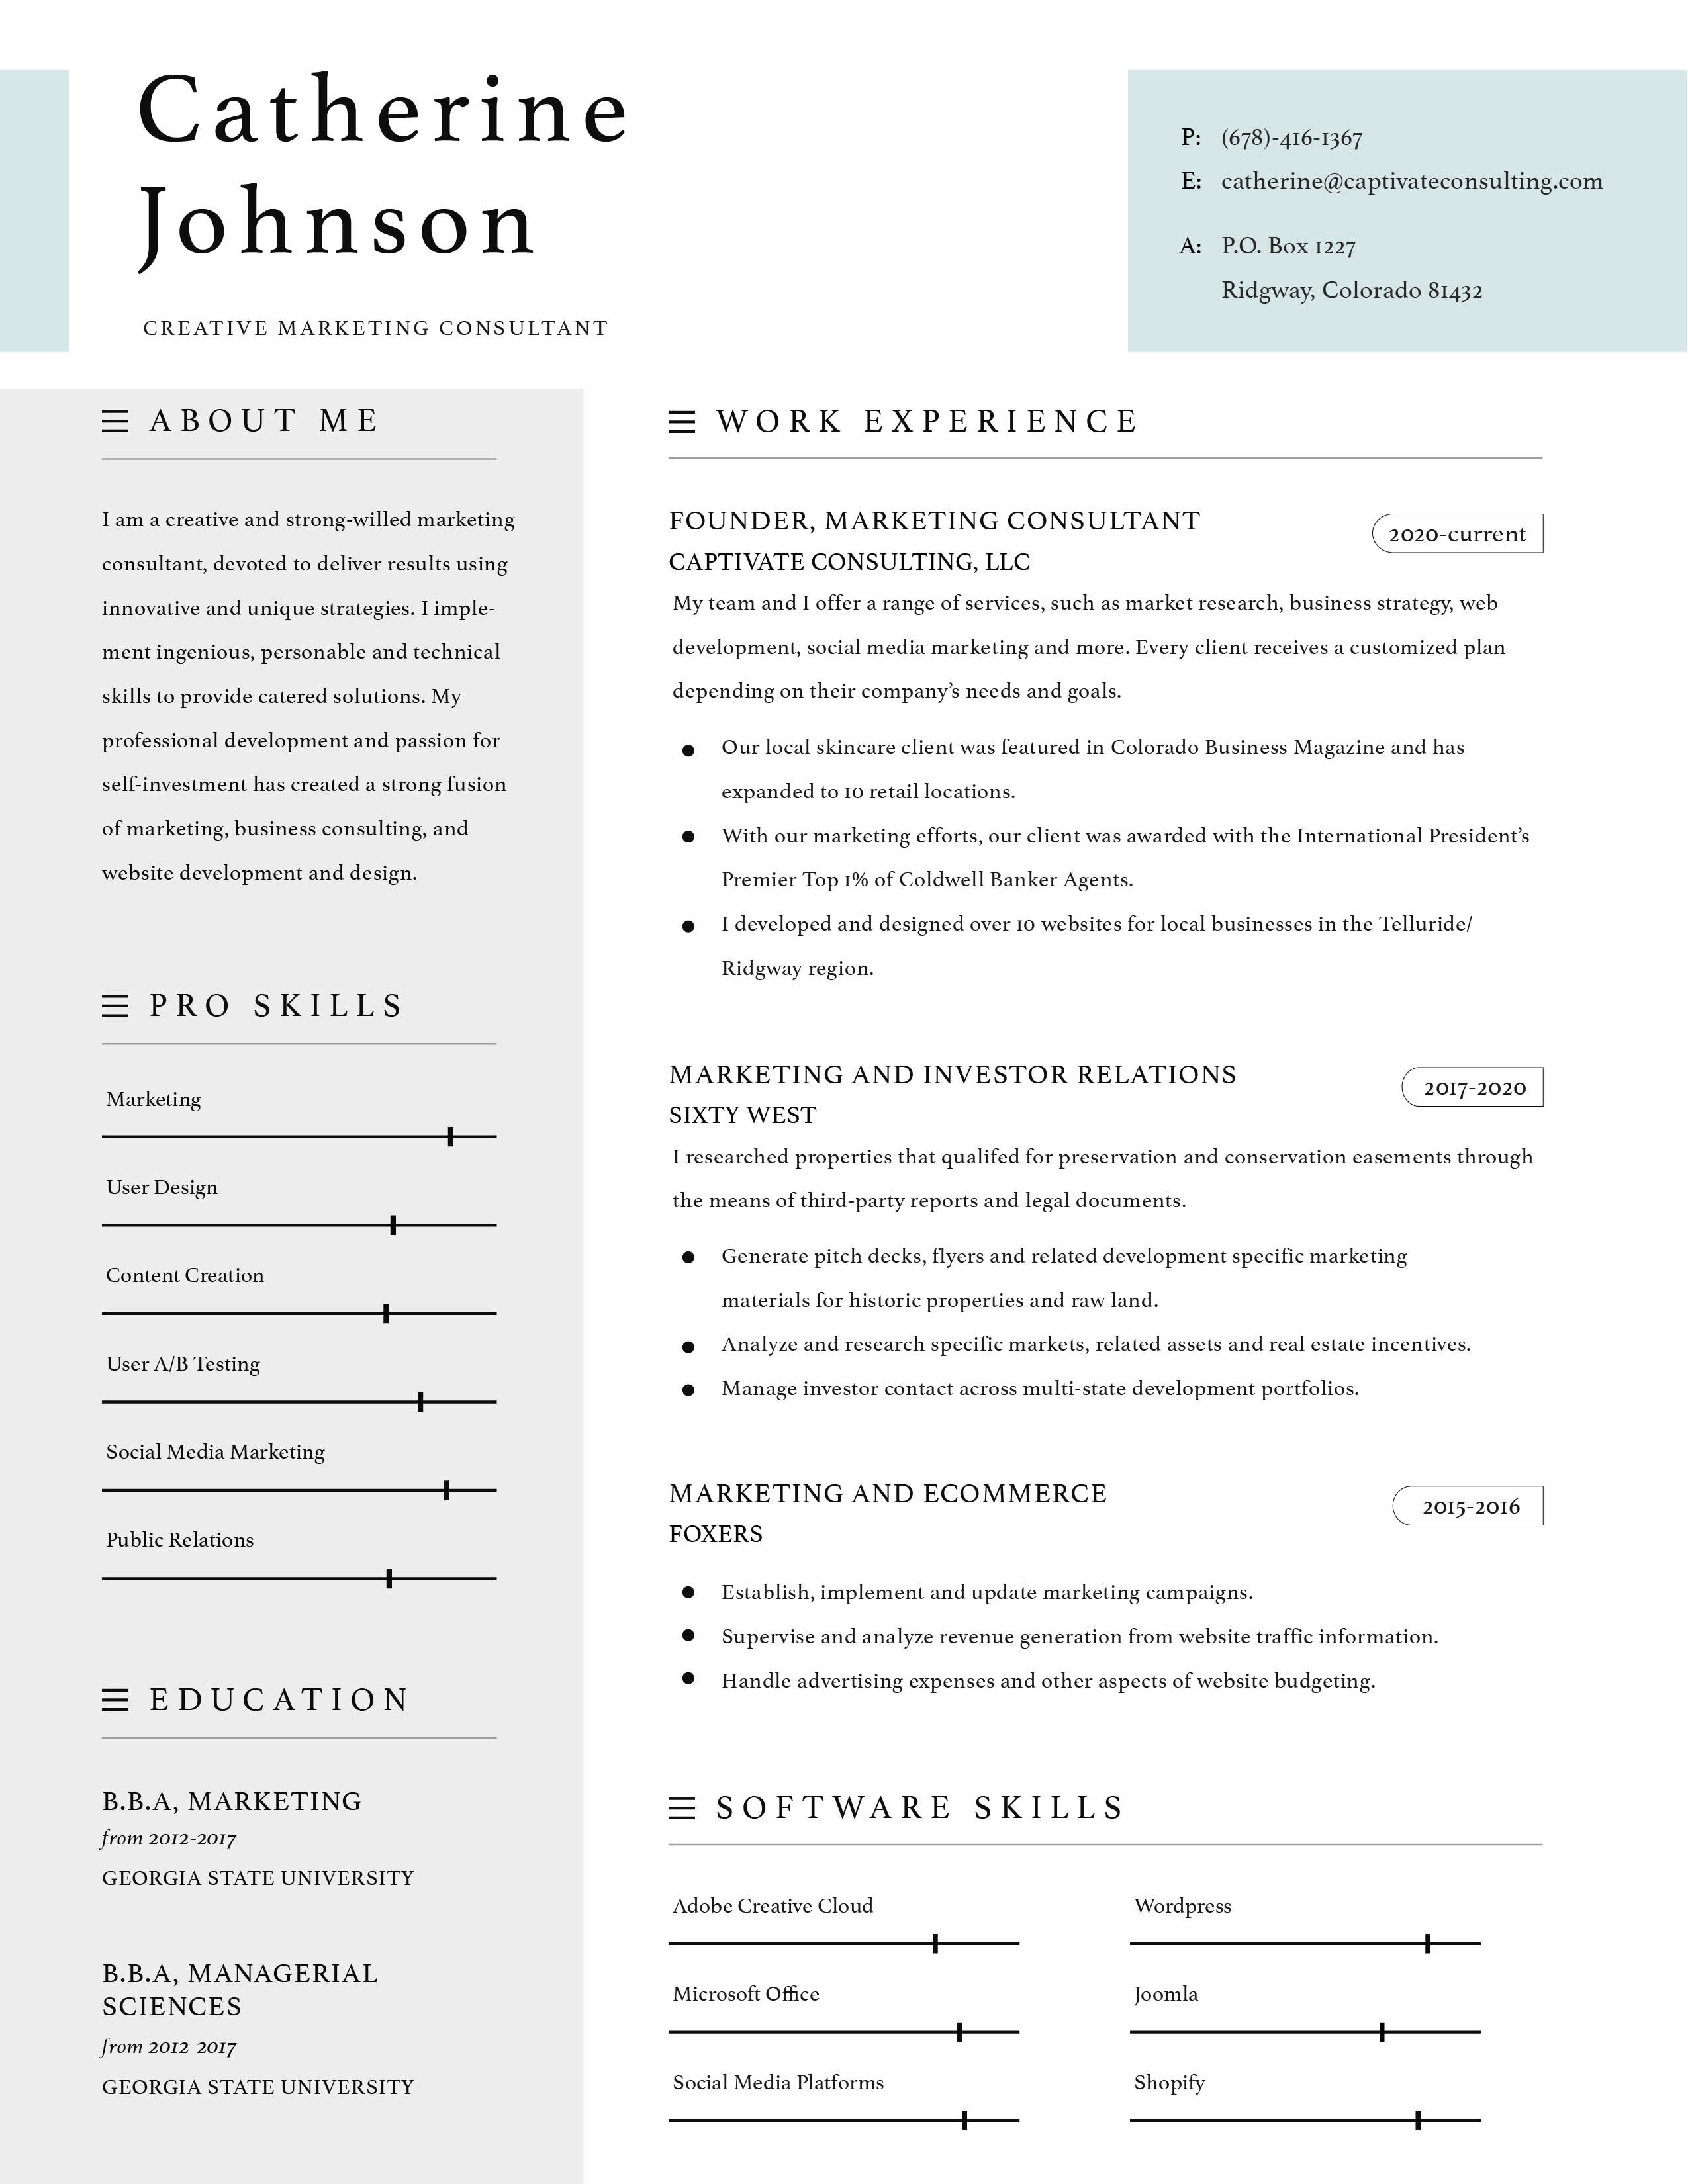 Catherine
Johnson
CREATIVE MARKETING CONSULTANT
P: (678)-416-1367
E: catherine@captivateconsulting.com
A: P.O. Box 1227
Ridgway, Colorado 81432
ABOUT ME
I am a creative and strong-willed marketing
consultant, devoted to deliver results using
innovative and unique strategies. I imple-
ment ingenious, personable and technical
skills to provide catered solutions. My
professional development and passion for
self-investment has created a strong fusion
of marketing, business consulting, and
website development and design.
PRO SKILLS
Marketing
User Design
Content Creation
User A/B Testing
Social Media Marketing
Public Relations
EDUCATION
B.B.A, MARKETING
from 2012-2017
GEORGIA STATE UNIVERSITY
B.B.A, MANAGERIAL
SCIENCES
from 2012-2017
GEORGIA STATE UNIVERSITY
WORK EXPERIENCE
FOUNDER, MARKETING CONSULTANT
2020-current
CAPTIVATE CONSULTING, LLC
My team and I offer a range of services, such as market research, business strategy, web
development, social media marketing and more. Every client receives a customized plan
depending on their company's needs and goals.
● Our local skincare client was featured in Colorado Business Magazine and has
expanded to 10 retail locations.
● With our marketing efforts, our client was awarded with the International President's
Premier Top 1% of Coldwell Banker Agents.
● I developed and designed over 10 websites for local businesses in the Telluride/
Ridgway region.
MARKETING AND INVESTOR RELATIONS
2017-2020
SIXTY WEST
I researched properties that qualifed for preservation and conservation easements through
the means of third-party reports and legal documents.
● Generate pitch decks, flyers and related development specific marketing
materials for historic properties and raw land.
● Analyze and research specific markets, related assets and real estate incentives.
● Manage investor contact across multi-state development portfolios.
MARKETING AND ECOMMERCE
2015-2016
FOXERS
● Establish, implement and update marketing campaigns.
● Supervise and analyze revenue generation from website traffic information.
● Handle advertising expenses and other aspects of website budgeting.
SOFTWARE SKILLS
Adobe Creative Cloud
Wordpress
Microsoft Office
Joomla
Social Media Platforms
Shopify